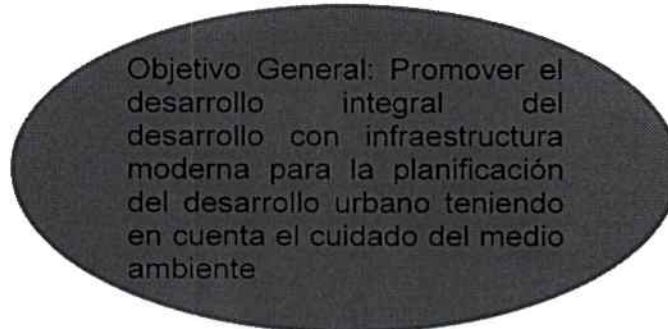 Objetivo General: Promover el
desarrollo integral del
desarrollo con infraestructura
moderna para la planificación
del desarrollo urbano teniendo
en cuenta el cuidado del medio
ambiente